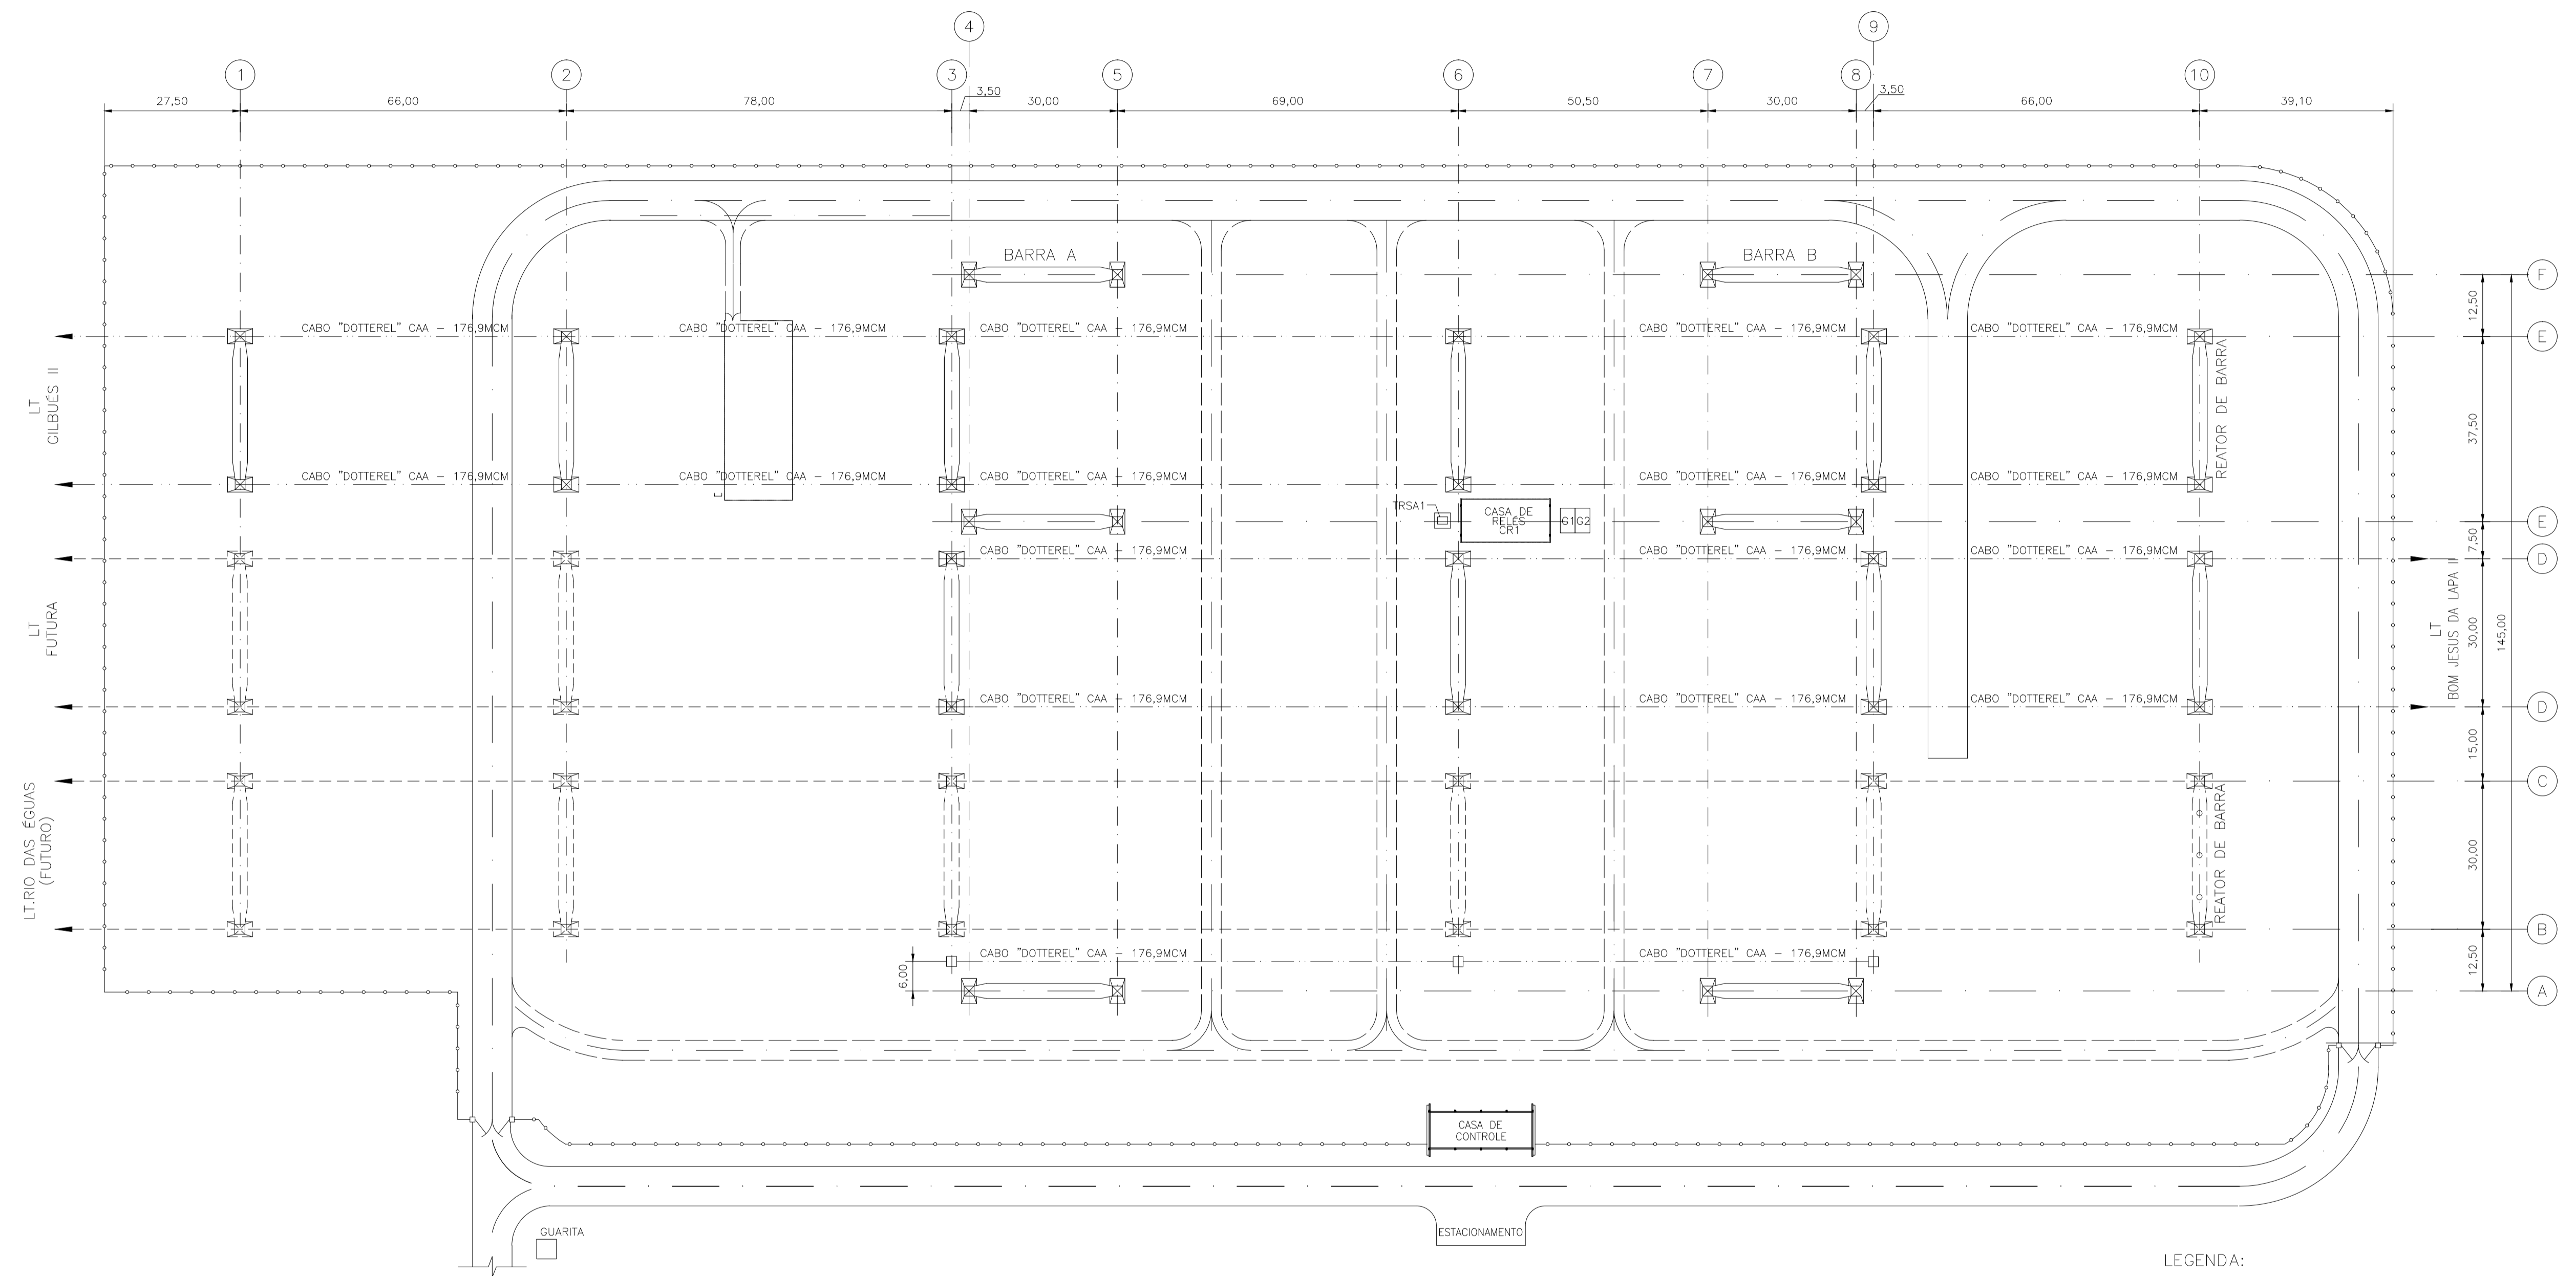 4
9
1
2
3
5
6
7
8
10
27,50
66,00
78,00
3,50
30,00
69,00
50,50
30,00
3,50
66,00
39,10
BARRA A
BARRA B
F
12,50
CABO "DOTTEREL" CAA – 176,9MCM
CABO "DOTTEREL" CAA – 176,9MCM
CABO "DOTTEREL" CAA – 176,9MCM
CABO "DOTTEREL" CAA – 176,9MCM
CABO "DOTTEREL" CAA – 176,9MCM
E
LT
GILBUÉS II
REATOR DE BARRA
37,50
CABO "DOTTEREL" CAA – 176,9MCM
CABO "DOTTEREL" CAA – 176,9MCM
CABO "DOTTEREL" CAA – 176,9MCM
CABO "DOTTEREL" CAA – 176,9MCM
CABO "DOTTEREL" CAA – 176,9MCM
TRSA1
CASA DE
RELÉS
CR1
G1
G2
E
7,50
CABO "DOTTEREL" CAA – 176,9MCM
CABO "DOTTEREL" CAA – 176,9MCM
CABO "DOTTEREL" CAA – 176,9MCM
D
LT
FUTURA
LT
BOM JESUS DA LAPA II
30,00
145,00
CABO "DOTTEREL" CAA – 176,9MCM
CABO "DOTTEREL" CAA – 176,9MCM
CABO "DOTTEREL" CAA – 176,9MCM
D
15,00
C
LT.RIO DAS ÉGUAS
(FUTURO)
REATOR DE BARRA
30,00
B
CABO "DOTTEREL" CAA – 176,9MCM
CABO "DOTTEREL" CAA – 176,9MCM
6,00
12,50
A
CASA DE
CONTROLE
GUARITA
ESTACIONAMENTO
LEGENDA: